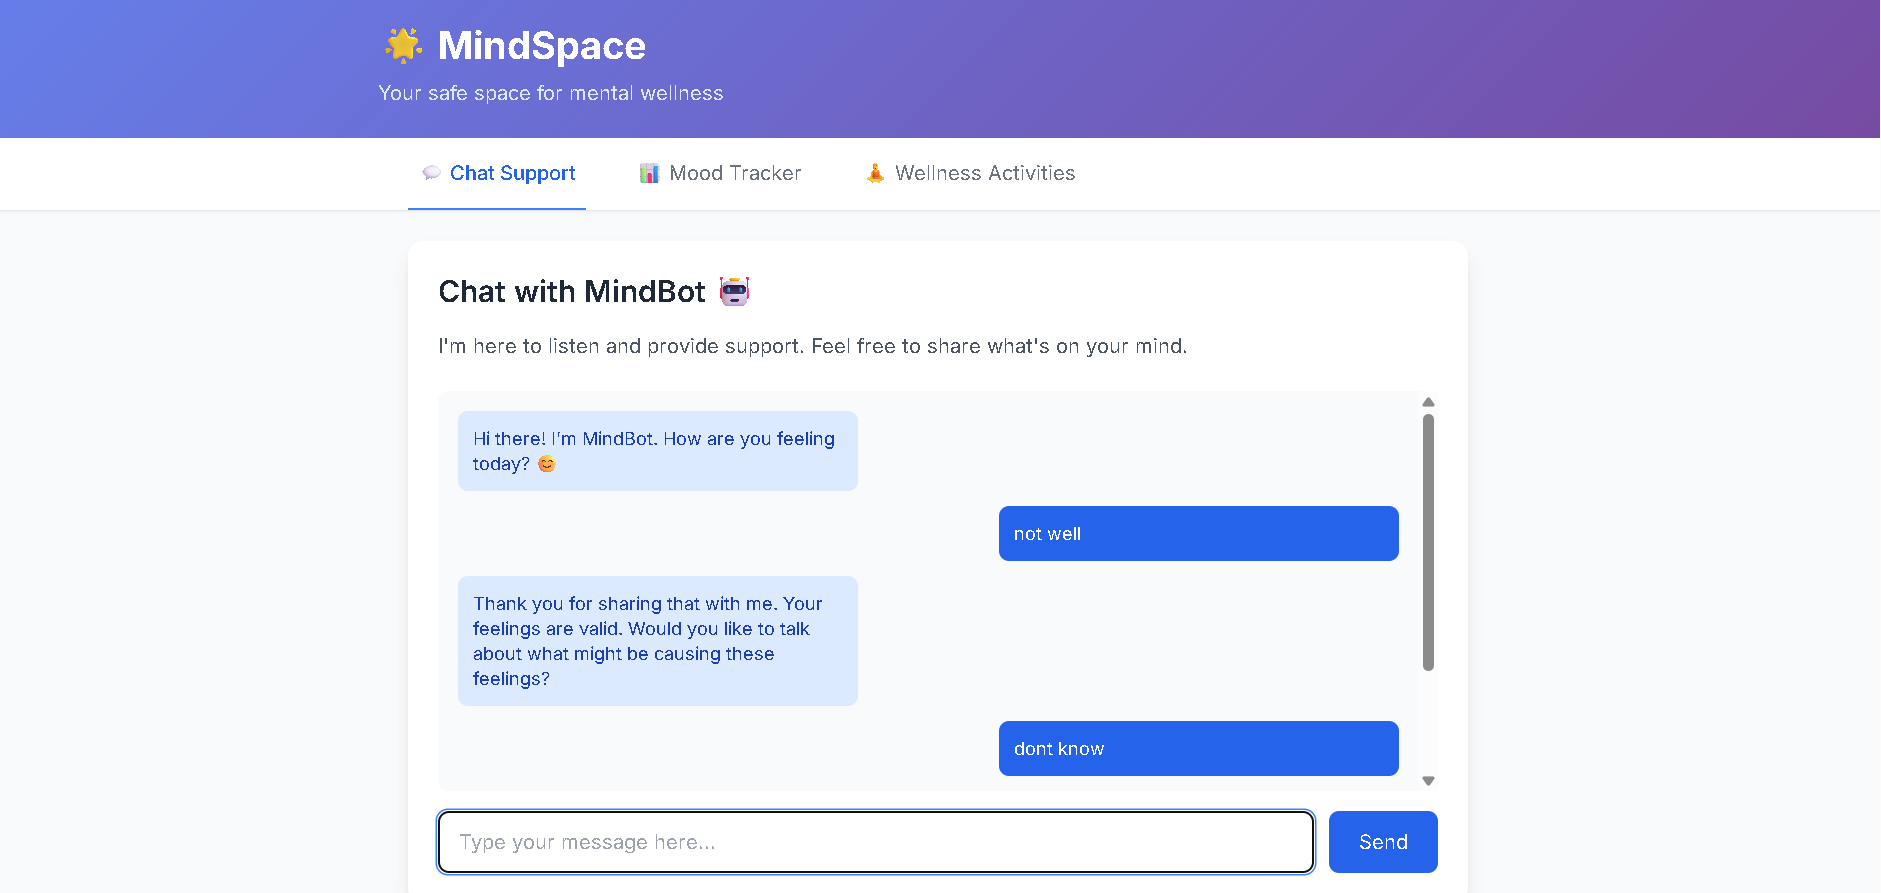 MindSpace
Your safe space for mental wellness
Chat Support
Mood Tracker
Wellness Activities
Chat with MindBot
I'm here to listen and provide support. Feel free to share what's on your mind.
Hi there! I'm MindBot. How are you feeling
today? 😊
not well
Thank you for sharing that with me. Your
feelings are valid. Would you like to talk
about what might be causing these
feelings?
dont know
Type your message here...
Send